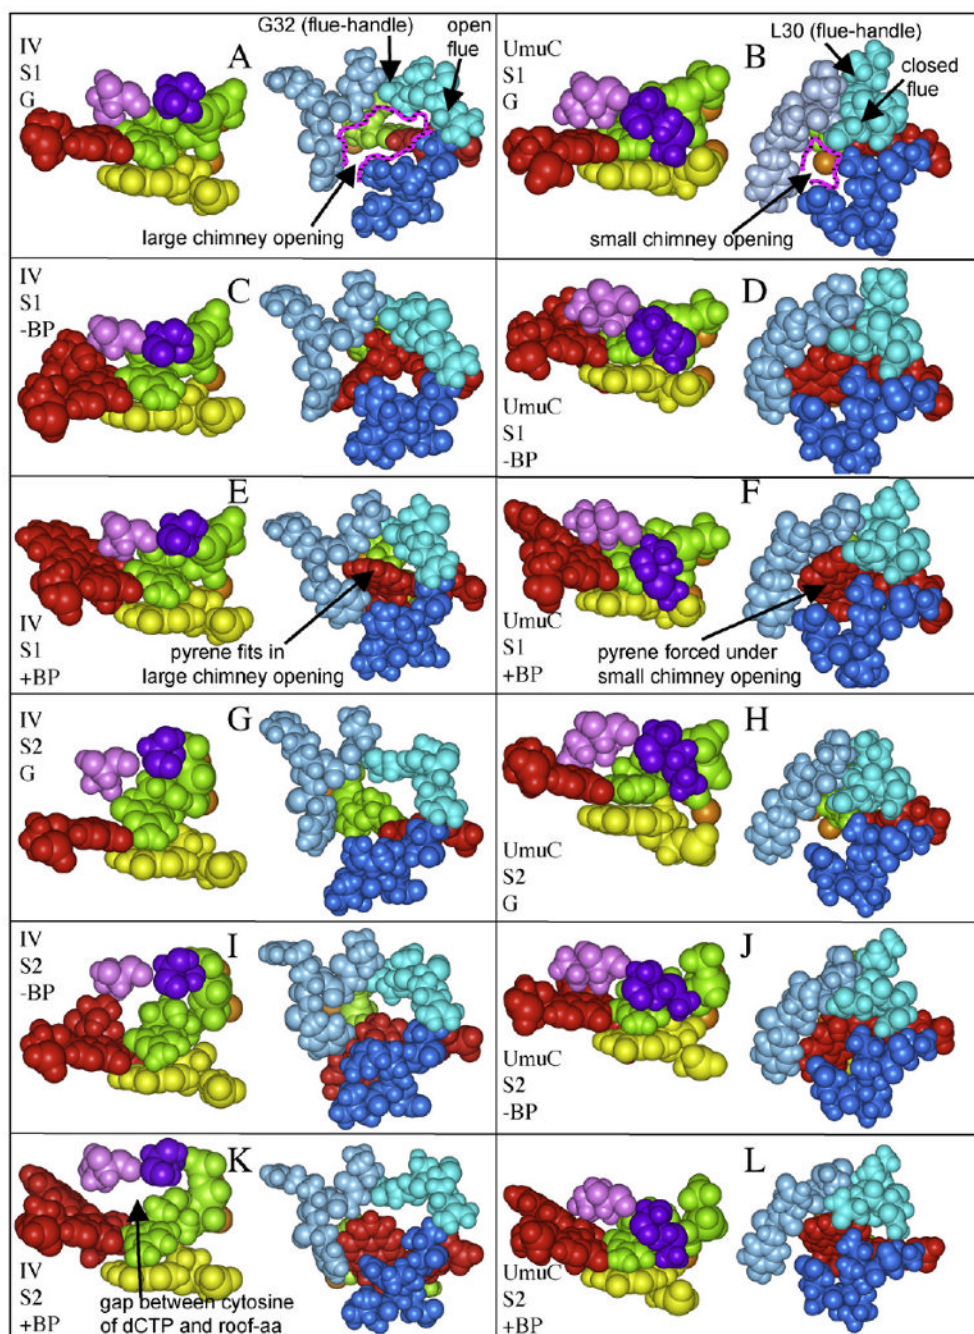 IV
S1
G
A
G32 (flue-handle)
open
flue
large chimney opening
UmuC
S1
G
B
L30 (flue-handle)
closed
flue
small chimney opening
IV
S1
-BP
C
D
UmuC
S1
-BP
E
IV
S1
+BP
pyrene fits in
large chimney opening
F
UmuC
S1
+BP
pyrene forced under
small chimney opening
IV
S2
G
G
H
UmuC
S2
G
IV
S2
-BP
I
J
UmuC
S2
-BP
K
IV
S2
+BP
gap between cytosine
of dCTP and roof-aa
L
UmuC
S2
+BP